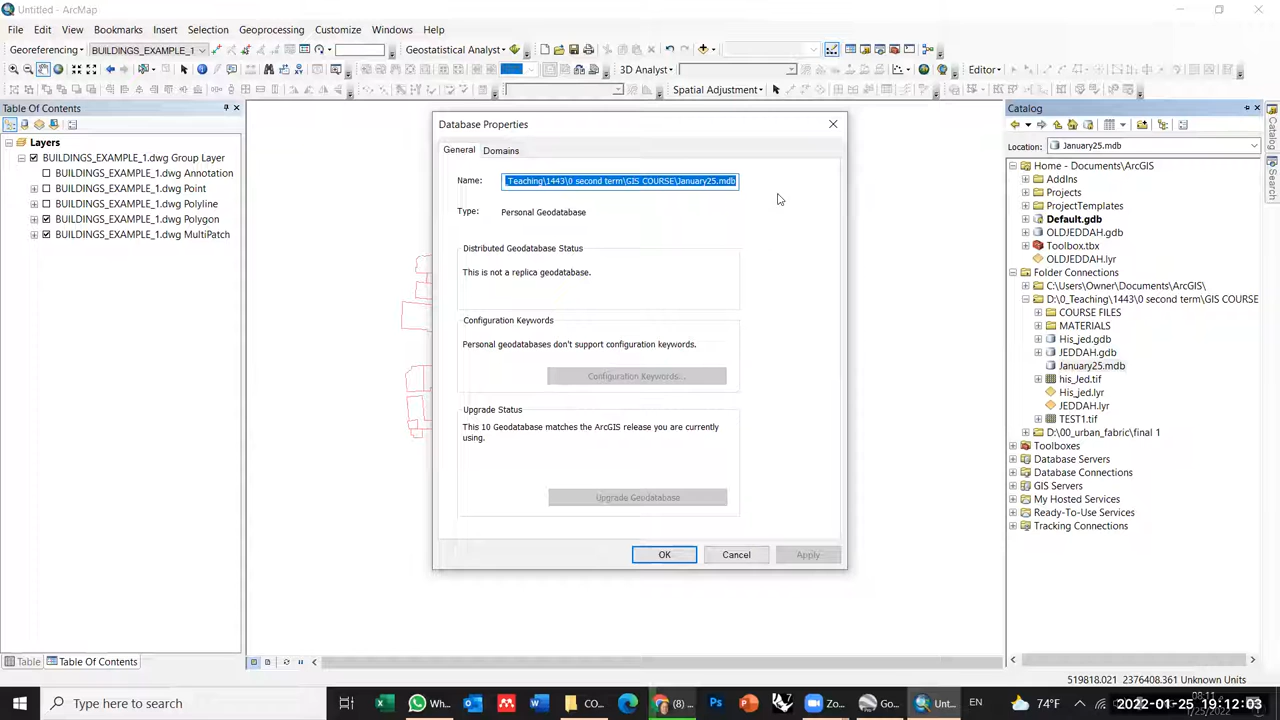 Untitled - ArcMap
File Edit View Bookmarks Insert Selection Geoprocessing Customize Windows Help
Georeferencing BUILDINGS_EXAMPLE_1 Geostatistical Analyst
3D Analyst Editor
Spatial Adjustment
Table Of Contents
Layers
BUILDINGS_EXAMPLE_1.dwg Group Layer
BUILDINGS_EXAMPLE_1.dwg Annotation
BUILDINGS_EXAMPLE_1.dwg Point
BUILDINGS_EXAMPLE_1.dwg Polyline
BUILDINGS_EXAMPLE_1.dwg Polygon
BUILDINGS_EXAMPLE_1.dwg MultiPatch
Table Table Of Contents
Database Properties
General Domains
Name: Teaching\1443\0 second term\GIS COURSE\January25.mdb
Type: Personal Geodatabase
Distributed Geodatabase Status
This is not a replica geodatabase.
Configuration Keywords
Personal geodatabases don't support configuration keywords.
Configuration Keywords...
Upgrade Status
This 10 Geodatabase matches the ArcGIS release you are currently
using.
Upgrade Geodatabase
OK Cancel Apply
Catalog
Location: January25.mdb
Home - Documents\ArcGIS
AddIns
Projects
ProjectTemplates
Default.gdb
OLDJEDDAH.gdb
Toolbox.tbx
OLDJEDDAH.lyr
Folder Connections
C:\Users\Owner\Documents\ArcGIS\
D:\0_Teaching\1443\0 second term\GIS COURSE
COURSE FILES
MATERIALS
His_jed.gdb
JEDDAH.gdb
January25.mdb
his_Jed.tif
His_jed.lyr
JEDDAH.lyr
TEST1.tif
D:\00_urban_fabric\final 1
Toolboxes
Database Servers
Database Connections
GIS Servers
My Hosted Services
Ready-To-Use Services
Tracking Connections
Catalog
Search
519818.021 2376408.361 Unknown Units
Type here to search
Wh... CO... (8) ... Zo... Go... Unt...
EN 74°F
2022-01-25 19:12:03